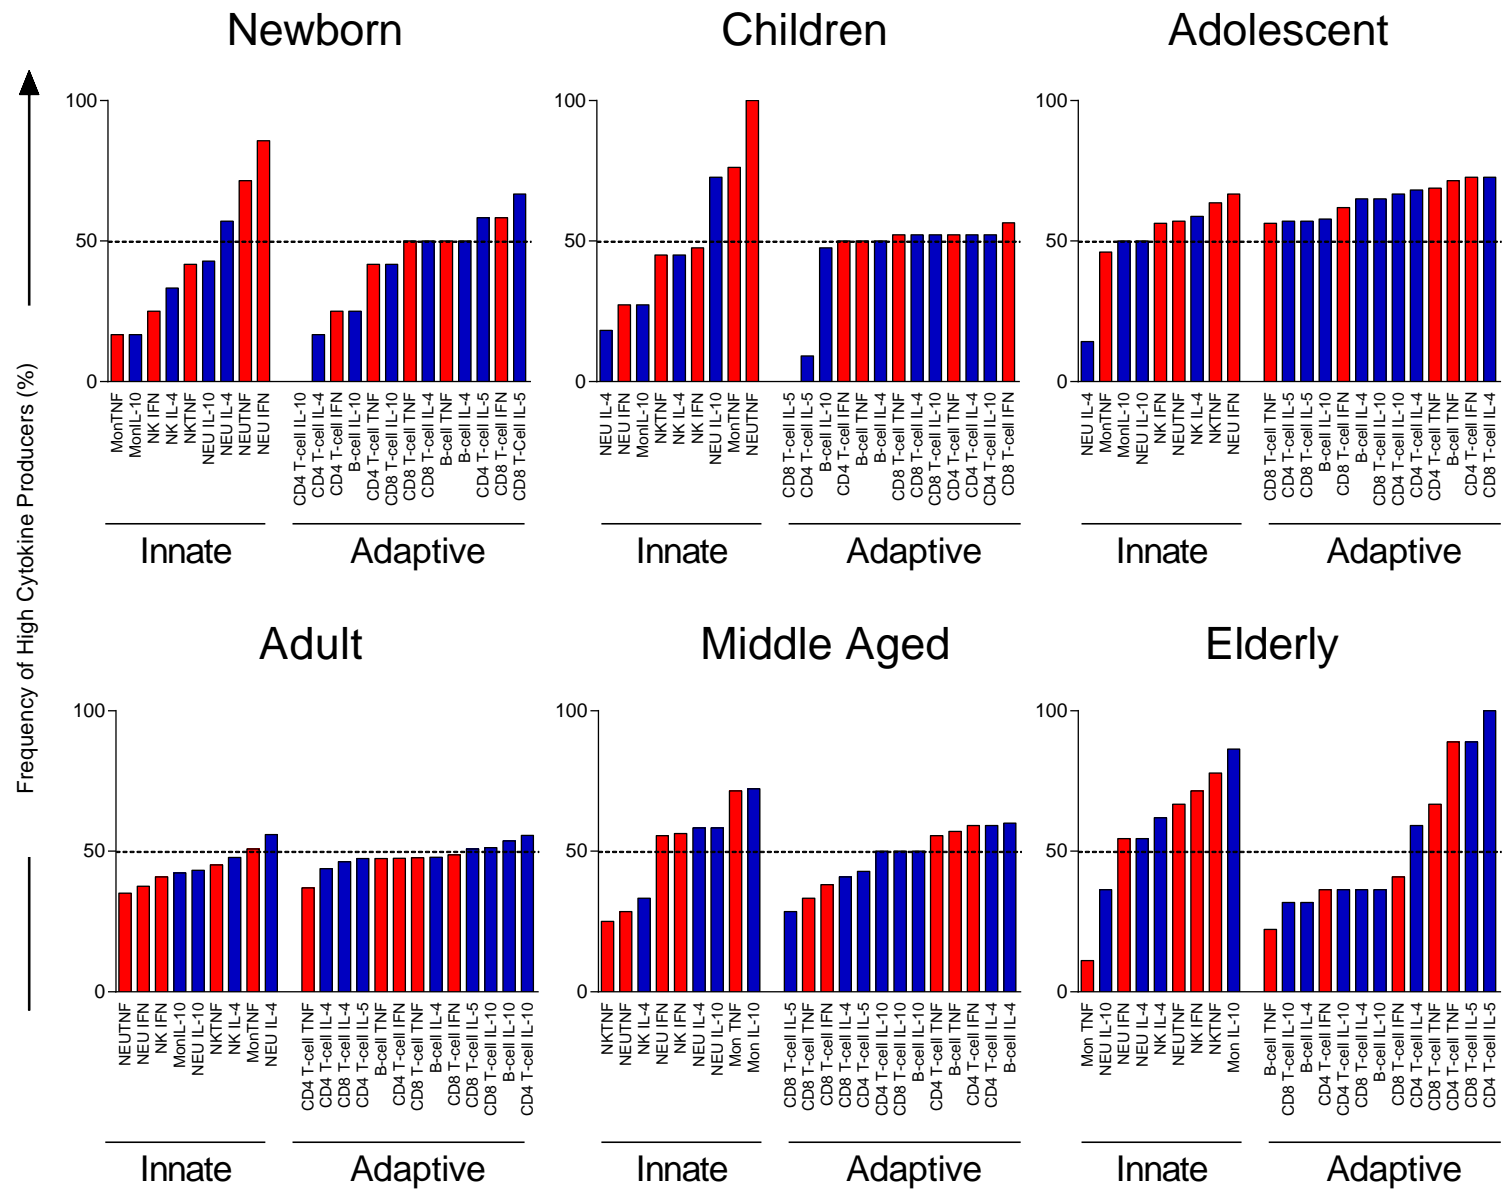 Newborn
Children
Adolescent
Frequency of High Cytokine Producers (%)
100
50
0
MonTNF
MonIL-10
NK IFN
NK IL-4
NKTNF
NEU IL-10
NEU IL-4
NEUTNF
NEU IFN
CD4 T-cell IL-10
CD4 T-cell IL-4
CD4 T-cell IFN
B-cell IL-10
CD4 T-cell TNF
CD8 T-cell IL-10
CD8 T-cell TNF
CD8 T-cell IL-4
B-cell TNF
B-cell IL-4
CD4 T-cell IL-5
CD8 T-cell IFN
CD8 T-Cell IL-5
Innate
Adaptive
100
50
0
NEU IL-4
NEU IFN
MonIL-10
NKTNF
NK IL-4
NK IFN
NEU IL-10
MonTNF
NEUTNF
CD8 T-cell IL-5
CD4 T-cell IL-5
B-cell IL-10
CD4 T-cell IFN
B-cell TNF
B-cell IL-4
CD8 T-cell TNF
CD8 T-cell IL-4
CD8 T-cell IL-10
CD4 T-cell TNF
CD4 T-cell IL-4
CD4 T-cell IL-10
CD8 T-cell IFN
Innate
Adaptive
100
50
0
NEU IL-4
MonTNF
MonIL-10
NEU IL-10
NK IFN
NEUTNF
NK IL-4
NKTNF
NEU IFN
CD8 T-cell TNF
CD4 T-cell IL-5
CD8 T-cell IL-5
B-cell IL-10
CD8 T-cell IFN
B-cell IL-4
CD8 T-cell IL-10
CD4 T-cell IL-10
CD4 T-cell IL-4
CD4 T-cell TNF
B-cell TNF
CD4 T-cell IFN
CD8 T-cell IL-4
Innate
Adaptive
Adult
Middle Aged
Elderly
100
50
0
NEUTNF
NEU IFN
NK IFN
MonIL-10
NEU IL-10
NKTNF
NK IL-4
MonTNF
NEU IL-4
CD4 T-cell TNF
CD4 T-cell IL-4
CD8 T-cell IL-4
CD4 T-cell IL-5
B-cell TNF
CD4 T-cell IFN
CD8 T-cell TNF
B-cell IL-4
CD8 T-cell IFN
CD8 T-cell IL-5
CD8 T-cell IL-10
B-cell IL-10
CD4 T-cell IL-10
Innate
Adaptive
100
50
0
NKTNF
NEUTNF
NK IL-4
NEU IFN
NK IFN
NEU IL-4
NEU IL-10
Mon TNF
Mon IL-10
CD8 T-cell IL-5
CD8 T-cell TNF
CD8 T-cell IFN
CD8 T-cell IL-4
CD4 T-cell IL-5
CD4 T-cell IL-10
CD8 T-cell IL-10
B-cell IL-10
CD4 T-cell TNF
B-cell TNF
CD4 T-cell IFN
CD4 T-cell IL-4
B-cell IL-4
Innate
Adaptive
100
50
0
Mon TNF
NEU IL-10
NEU IFN
NEU IL-4
NK IL-4
NEUTNF
NK IFN
NKTNF
Mon IL-10
B-cell TNF
CD8 T-cell IL-10
B-cell IL-4
CD4 T-cell IFN
CD4 T-cell IL-10
CD8 T-cell IL-4
B-cell IL-10
CD8 T-cell IFN
CD4 T-cell IL-4
CD8 T-cell TNF
CD4 T-cell TNF
CD8 T-cell IL-5
CD4 T-cell IL-5
Innate
Adaptive